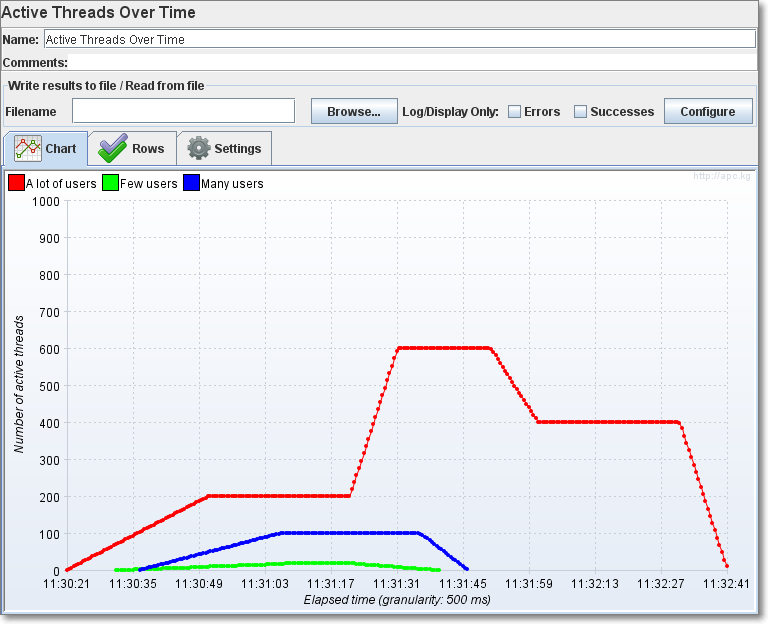 Active Threads Over Time
Name: Active Threads Over Time
Comments:
Write results to file / Read from file
Filename Browse... Log/Display Only: Errors Successes Configure
Chart Rows Settings
http://apc.kg
A lot of users Few users Many users
1000
900
800
700
600
500
400
300
200
100
0
Number of active threads
11:30:21 11:30:35 11:30:49 11:31:03 11:31:17 11:31:31 11:31:45 11:31:59 11:32:13 11:32:27 11:32:41
Elapsed time (granularity: 500 ms)